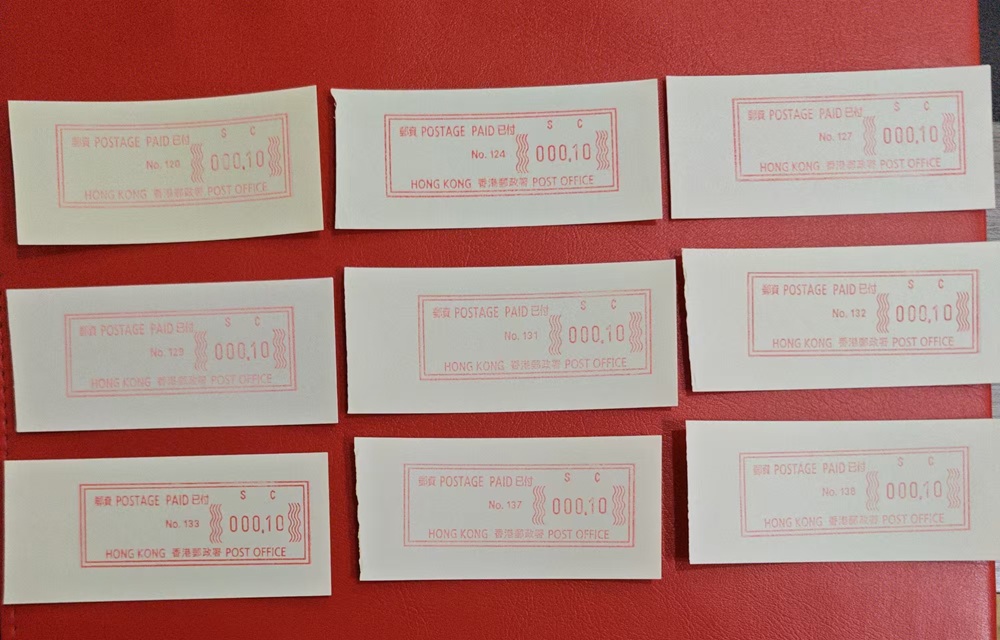 郵資 POSTAGE PAID 已付
S C
No. 120 000.10
HONG KONG 香港郵政署 POST OFFICE
郵資 POSTAGE PAID 已付
S C
No. 124 000.10
HONG KONG 香港郵政署 POST OFFICE
郵資 POSTAGE PAID 已付
S C
No. 127 000.10
HONG KONG 香港郵政署 POST OFFICE
郵資 POSTAGE PAID 已付
S C
No. 129 000.10
HONG KONG 香港郵政署 POST OFFICE
郵資 POSTAGE PAID 已付
S C
No. 131 000.10
HONG KONG 香港郵政署 POST OFFICE
郵資 POSTAGE PAID 已付
S C
No. 132 000.10
HONG KONG 香港郵政署 POST OFFICE
郵資 POSTAGE PAID 已付
S C
No. 133 000.10
HONG KONG 香港郵政署 POST OFFICE
郵資 POSTAGE PAID 已付
S C
No. 137 000.10
HONG KONG 香港郵政署 POST OFFICE
郵資 POSTAGE PAID 已付
S C
No. 138 000.10
HONG KONG 香港郵政署 POST OFFICE